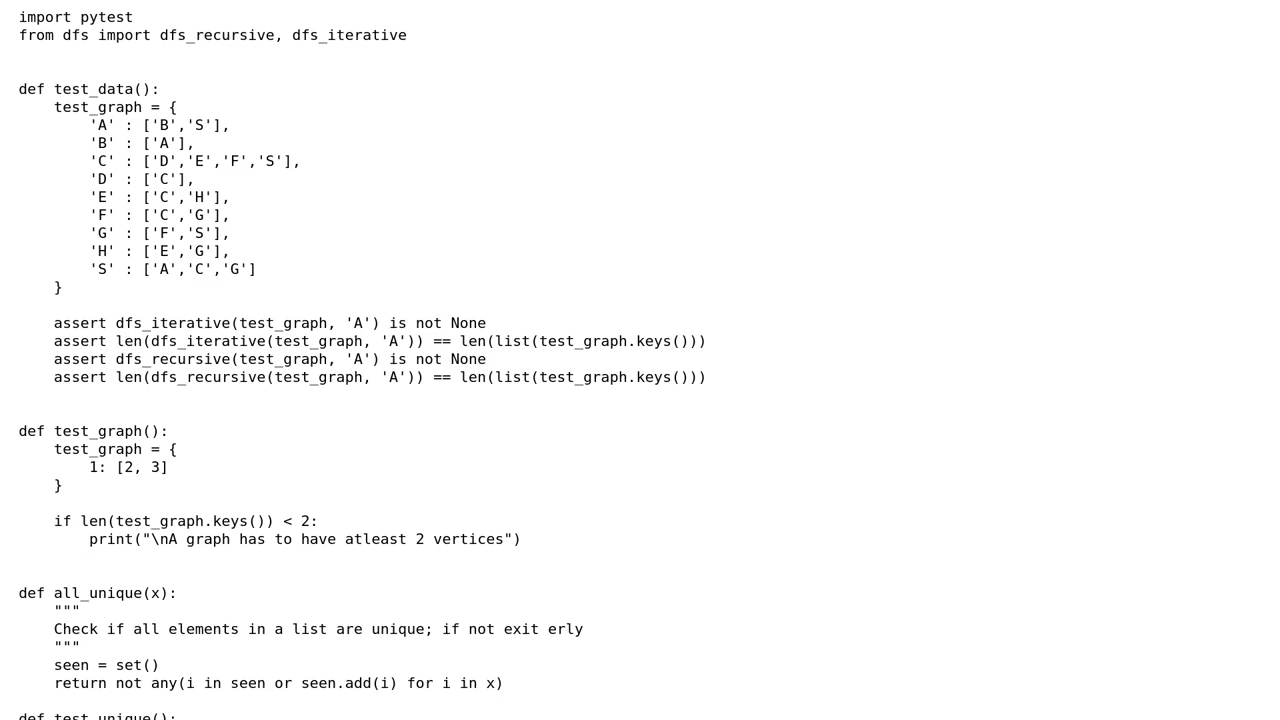 import pytest
from dfs import dfs_recursive, dfs_iterative
def test_data():
    test_graph = {
        'A' : ['B','S'],
        'B' : ['A'],
        'C' : ['D','E','F','S'],
        'D' : ['C'],
        'E' : ['C','H'],
        'F' : ['C','G'],
        'G' : ['F','S'],
        'H' : ['E','G'],
        'S' : ['A','C','G']
    }
    assert dfs_iterative(test_graph, 'A') is not None
    assert len(dfs_iterative(test_graph, 'A')) == len(list(test_graph.keys()))
    assert dfs_recursive(test_graph, 'A') is not None
    assert len(dfs_recursive(test_graph, 'A')) == len(list(test_graph.keys()))
def test_graph():
    test_graph = {
        1: [2, 3]
    }
    if len(test_graph.keys()) < 2:
        print("\nA graph has to have atleast 2 vertices")
def all_unique(x):
    """
    Check if all elements in a list are unique; if not exit erly
    """
    seen = set()
    return not any(i in seen or seen.add(i) for i in x)
def test_unique():